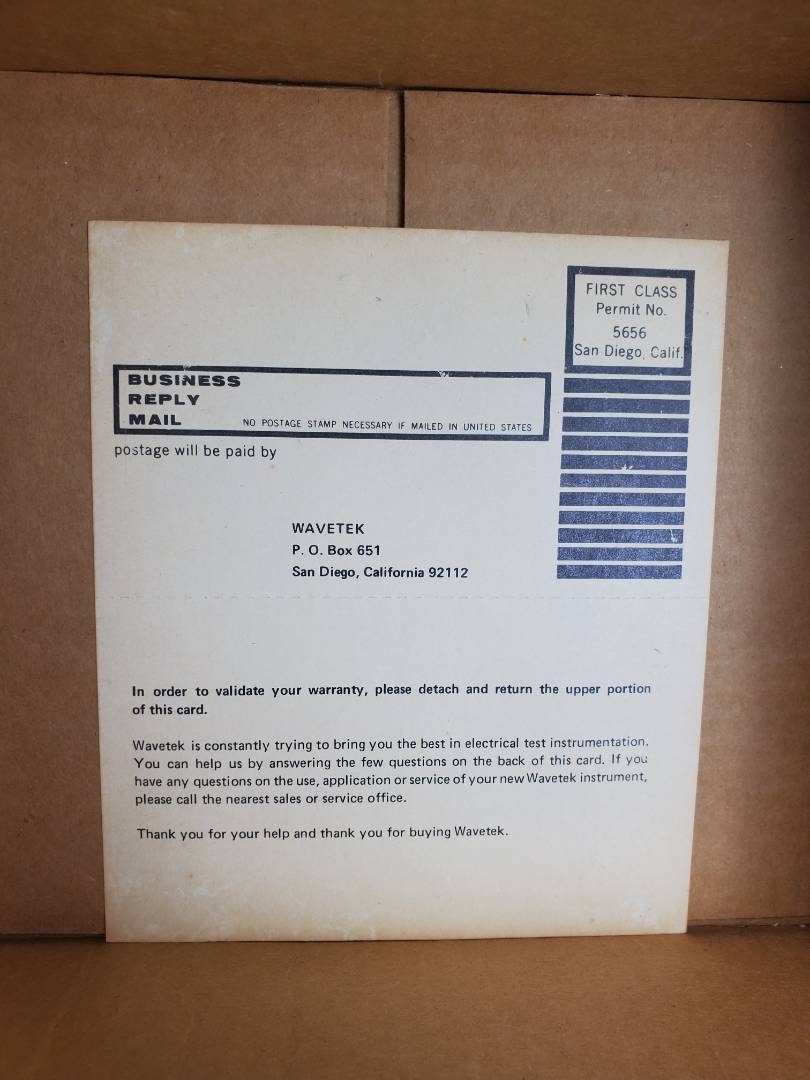 FIRST CLASS
Permit No.
5656
San Diego, Calif.
BUSINESS
REPLY
MAIL
NO POSTAGE STAMP NECESSARY IF MAILED IN UNITED STATES
postage will be paid by
WAVETEK
P. O. Box 651
San Diego, California 92112
In order to validate your warranty, please detach and return the upper portion
of this card.
Wavetek is constantly trying to bring you the best in electrical test instrumentation.
You can help us by answering the few questions on the back of this card. If you
have any questions on the use, application or service of your new Wavetek instrument,
please call the nearest sales or service office.
Thank you for your help and thank you for buying Wavetek.